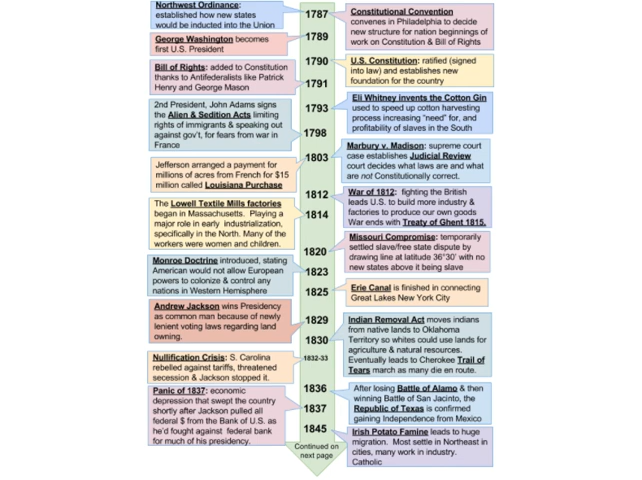 Northwest Ordinance:
established how new states
would be inducted into the Union
1787
Constitutional Convention
convenes in Philadelphia to decide
new structure for nation beginnings of
work on Constitution & Bill of Rights
George Washington becomes
first U.S. President
1789
1790
U.S. Constitution: ratified (signed
into law) and establishes new
foundation for the country
Bill of Rights: added to Constitution
thanks to Antifederalists like Patrick
Henry and George Mason
1791
1793
Eli Whitney invents the Cotton Gin
used to speed up cotton harvesting
process increasing "need" for, and
profitability of slaves in the South
2nd President, John Adams signs
the Alien & Sedition Acts limiting
rights of immigrants & speaking out
against gov't, for fears from war in
France
1798
1803
Marbury v. Madison: supreme court
case establishes Judicial Review
court decides what laws are and what
are not Constitutionally correct.
Jefferson arranged a payment for
millions of acres from French for $15
million called Louisiana Purchase
1812
War of 1812: fighting the British
leads U.S. to build more industry &
factories to produce our own goods
War ends with Treaty of Ghent 1815.
The Lowell Textile Mills factories
began in Massachusetts. Playing a
major role in early industrialization,
specifically in the North. Many of the
workers were women and children.
1814
1820
Missouri Compromise: temporarily
settled slave/free state dispute by
drawing line at latitude 36°30' with no
new states above it being slave
Monroe Doctrine introduced, stating
American would not allow European
powers to colonize & control any
nations in Western Hemisphere
1823
1825
Erie Canal is finished in connecting
Great Lakes New York City
Andrew Jackson wins Presidency
as common man because of newly
lenient voting laws regarding land
owning.
1829
1830
Indian Removal Act moves indians
from native lands to Oklahoma
Territory so whites could use lands for
agriculture & natural resources.
Eventually leads to Cherokee Trail of
Tears march as many die en route.
Nullification Crisis: S. Carolina
rebelled against tariffs, threatened
secession & Jackson stopped it.
1832-33
1836
After losing Battle of Alamo & then
winning Battle of San Jacinto, the
Republic of Texas is confirmed
gaining Independence from Mexico
Panic of 1837: economic
depression that swept the country
shortly after Jackson pulled all
federal $ from the Bank of U.S. as
he'd fought against federal bank
for much of his presidency.
1837
1845
Irish Potato Famine leads to huge
migration. Most settle in Northeast in
cities, many work in industry.
Catholic
Continued on
next page